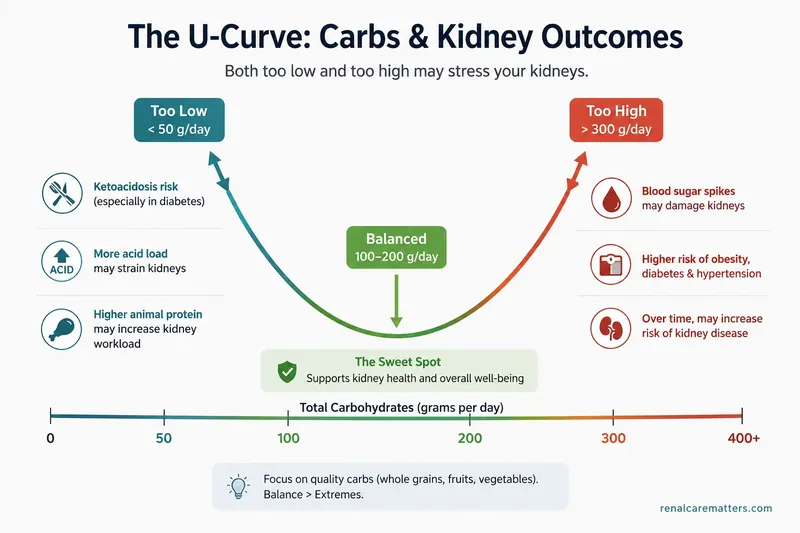 The U-Curve: Carbs & Kidney Outcomes
Both too low and too high may stress your kidneys.
Too Low
< 50 g/day
Too High
> 300 g/day
Ketoacidosis risk
(especially in diabetes)
ACID
More acid load
may strain kidneys
Higher animal protein
may increase kidney
workload
Balanced
100–200 g/day
Blood sugar spikes
may damage kidneys
Higher risk of obesity,
diabetes & hypertension
Over time, may increase
risk of kidney disease
The Sweet Spot
Supports kidney health and overall well-being
Total Carbohydrates (grams per day)
0 50 100 200 300 400+
Focus on quality carbs (whole grains, fruits, vegetables).
Balance > Extremes.
renalcarematters.com